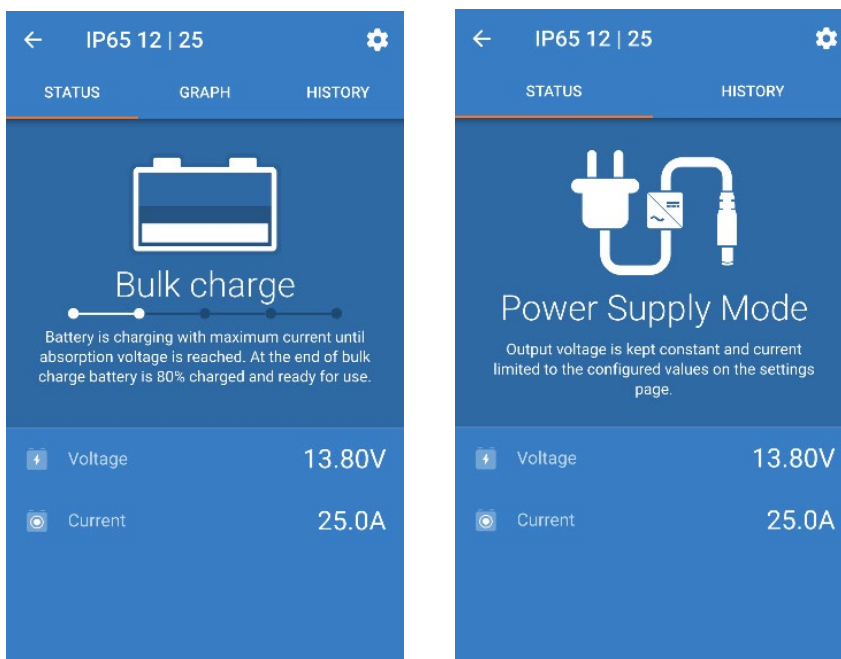 IP65 12 | 25
STATUS GRAPH HISTORY
Bulk charge
Battery is charging with maximum current until
absorption voltage is reached. At the end of bulk
charge battery is 80% charged and ready for use.
Voltage 13.80V
Current 25.0A
IP65 12 | 25
STATUS HISTORY
Power Supply Mode
Output voltage is kept constant and current
limited to the configured values on the settings
page.
Voltage 13.80V
Current 25.0A